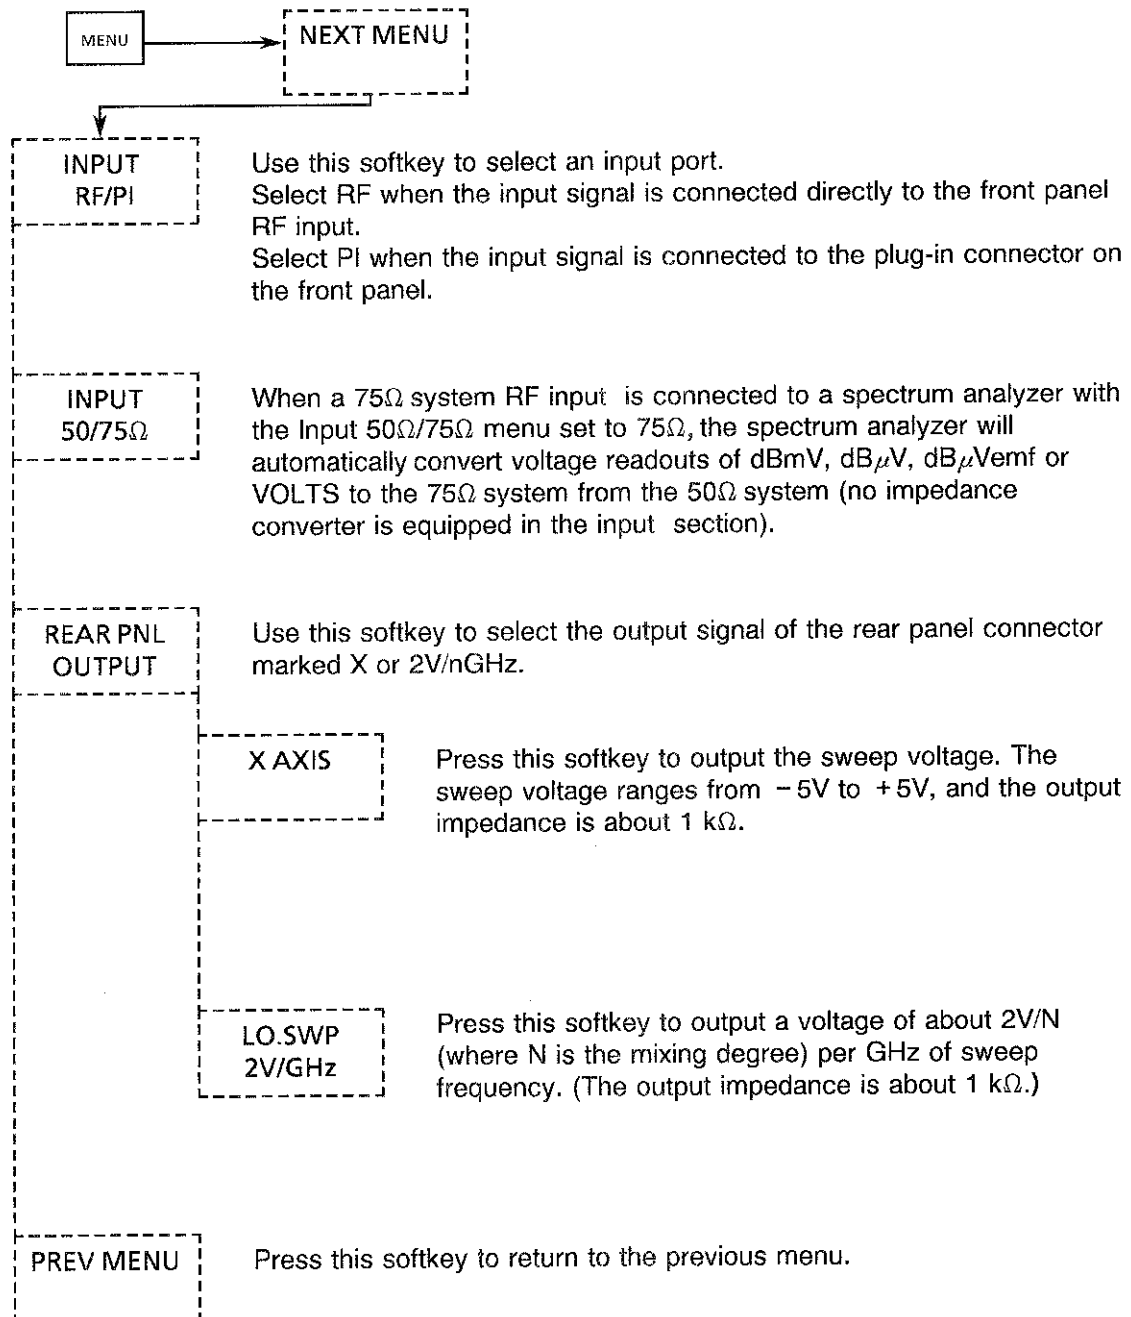 MENU
NEXT MENU
INPUT
RF/PI
Use this softkey to select an input port.
Select RF when the input signal is connected directly to the front panel
RF input.
Select PI when the input signal is connected to the plug-in connector on
the front panel.
INPUT
50/75Ω
When a 75Ω system RF input is connected to a spectrum analyzer with
the Input 50Ω/75Ω menu set to 75Ω, the spectrum analyzer will
automatically convert voltage readouts of dBmV, dBμV, dBμVemf or
VOLTS to the 75Ω system from the 50Ω system (no impedance
converter is equipped in the input section).
REAR PNL
OUTPUT
Use this softkey to select the output signal of the rear panel connector
marked X or 2V/nGHz.
X AXIS
Press this softkey to output the sweep voltage. The
sweep voltage ranges from −5V to +5V, and the output
impedance is about 1 kΩ.
LO.SWP
2V/GHz
Press this softkey to output a voltage of about 2V/N
(where N is the mixing degree) per GHz of sweep
frequency. (The output impedance is about 1 kΩ.)
PREV MENU
Press this softkey to return to the previous menu.